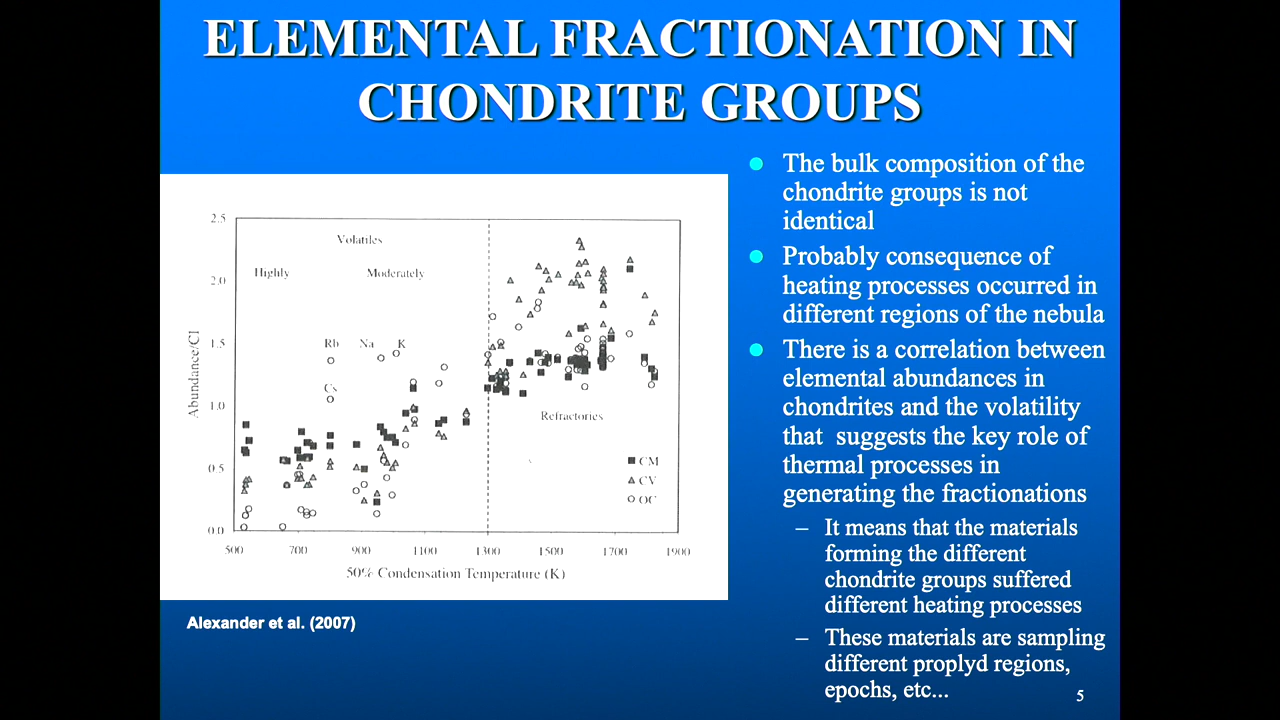 ELEMENTAL FRACTIONATION IN
CHONDRITE GROUPS
2.5
2.0
1.5
1.0
0.5
0.0
Abundance/CI
Volatiles
Highly
Moderately
Rb
Na
K
Cs
Refractories
CM
CV
OC
500
700
900
1100
1300
1500
1700
1900
50% Condensation Temperature (K)
Alexander et al. (2007)
The bulk composition of the
chondrite groups is not
identical
Probably consequence of
heating processes occurred in
different regions of the nebula
There is a correlation between
elemental abundances in
chondrites and the volatility
that suggests the key role of
thermal processes in
generating the fractionations
– It means that the materials
forming the different
chondrite groups suffered
different heating processes
– These materials are sampling
different proplyd regions,
epochs, etc...
5